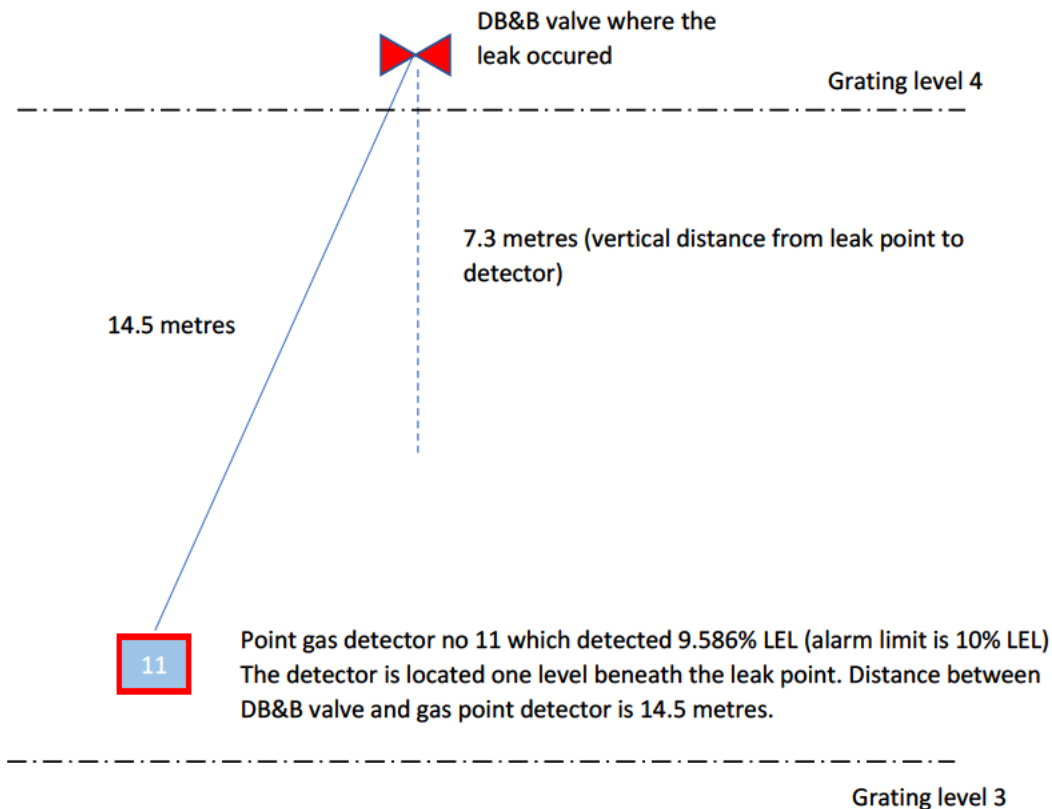 DB&B valve where the
leak occured
Grating level 4
7.3 metres (vertical distance from leak point to
detector)
14.5 metres
11
Point gas detector no 11 which detected 9.586% LEL (alarm limit is 10% LEL)
The detector is located one level beneath the leak point. Distance between
DB&B valve and gas point detector is 14.5 metres.
Grating level 3